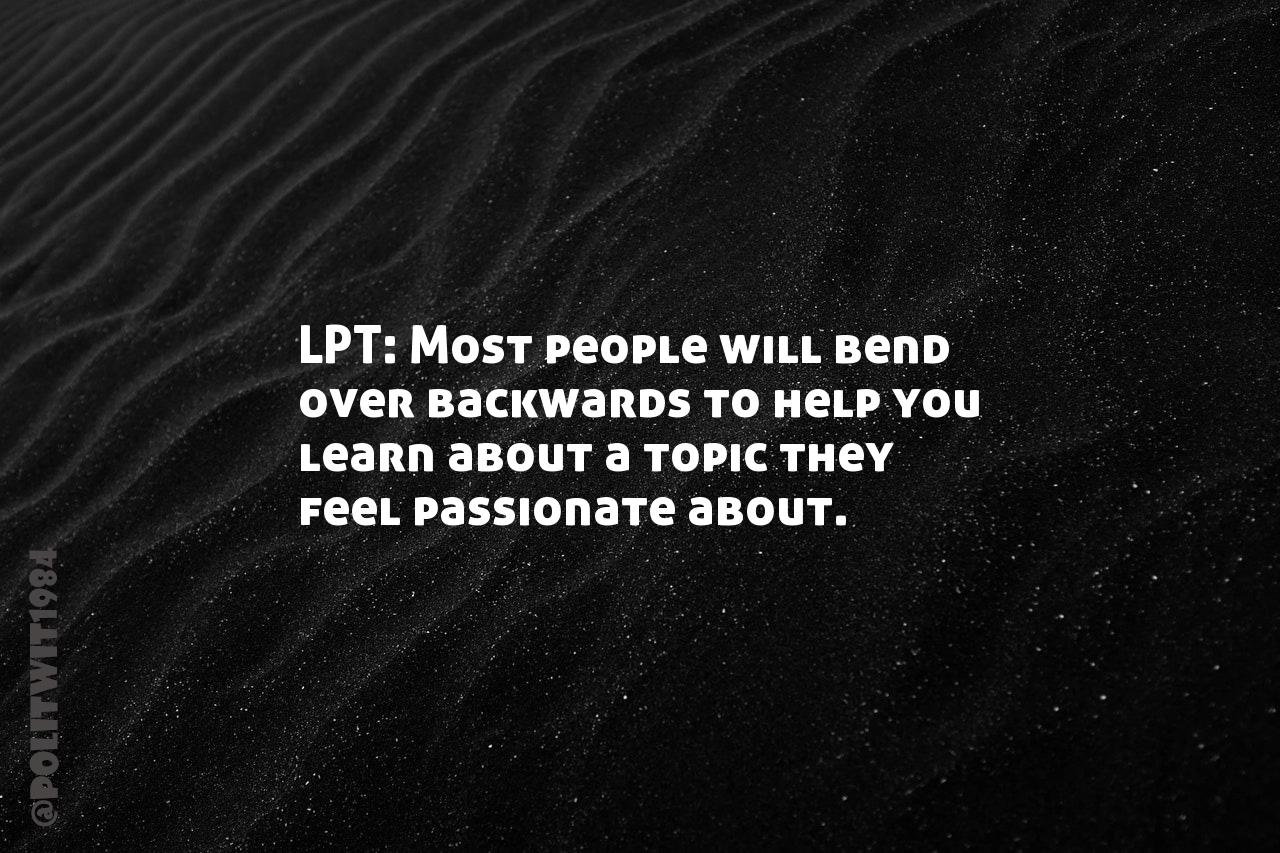 LPT: Most people will bend
over backwards to help you
learn about a topic they
feel passionate about.
@POLITWIT1984